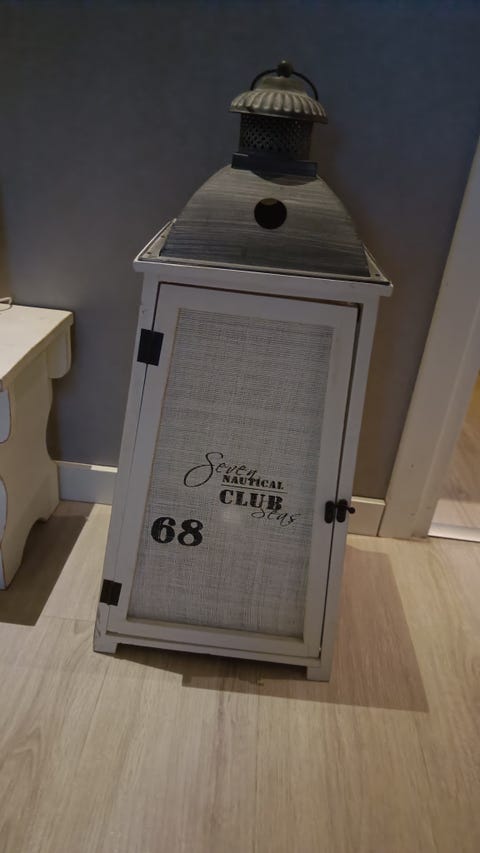 Seven
NAUTICAL
CLUB
Seas
68